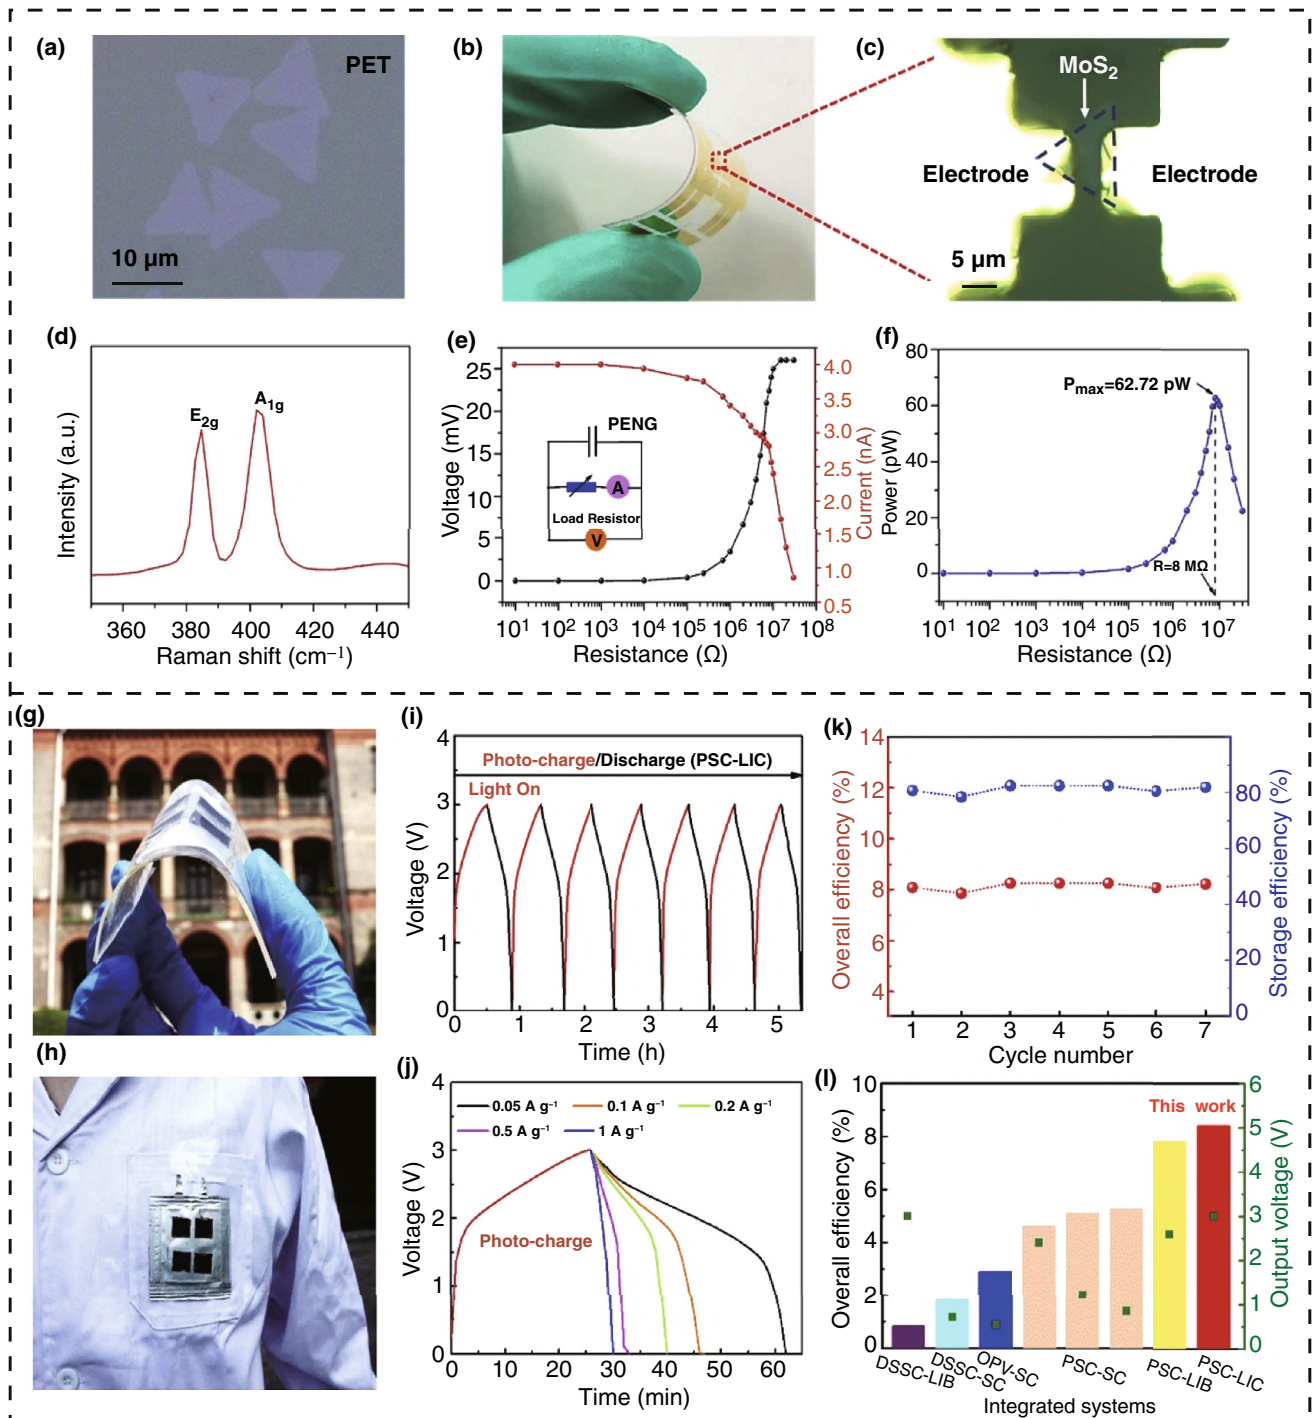 (a)
PET
10 μm
(b)
(c)
MoS₂
Electrode
Electrode
5 μm
(d)
E₂g
A₁g
Intensity (a.u.)
360 380 400 420 440
Raman shift (cm⁻¹)
(e)
25
20
15
10
5
0
Voltage (mV)
PENG
A
Load Resistor
V
4.0
3.5
3.0
2.5
2.0
1.5
1.0
0.5
Current (nA)
10¹ 10² 10³ 10⁴ 10⁵ 10⁶ 10⁷ 10⁸
Resistance (Ω)
(f)
80
60
40
20
0
Power (pW)
Pmax=62.72 pW
R=8 MΩ
10¹ 10² 10³ 10⁴ 10⁵ 10⁶ 10⁷
Resistance (Ω)
(g)
(h)
(i)
4
3
2
1
0
Voltage (V)
Photo-charge/Discharge (PSC-LIC)
Light On
0 1 2 3 4 5
Time (h)
(j)
4
3
2
1
0
Voltage (V)
0.05 A g⁻¹ 0.1 A g⁻¹ 0.2 A g⁻¹
0.5 A g⁻¹ 1 A g⁻¹
Photo-charge
0 10 20 30 40 50 60
Time (min)
(k)
14
12
10
8
6
4
Overall efficiency (%)
80
60
40
20
0
Storage efficiency (%)
1 2 3 4 5 6 7
Cycle number
(l)
10
8
6
4
2
0
Overall efficiency (%)
This work
6
5
4
3
2
1
0
Output voltage (V)
DSSC-LIB DSSC-SC OPV-SC PSC-SC PSC-LIB PSC-LIC
Integrated systems